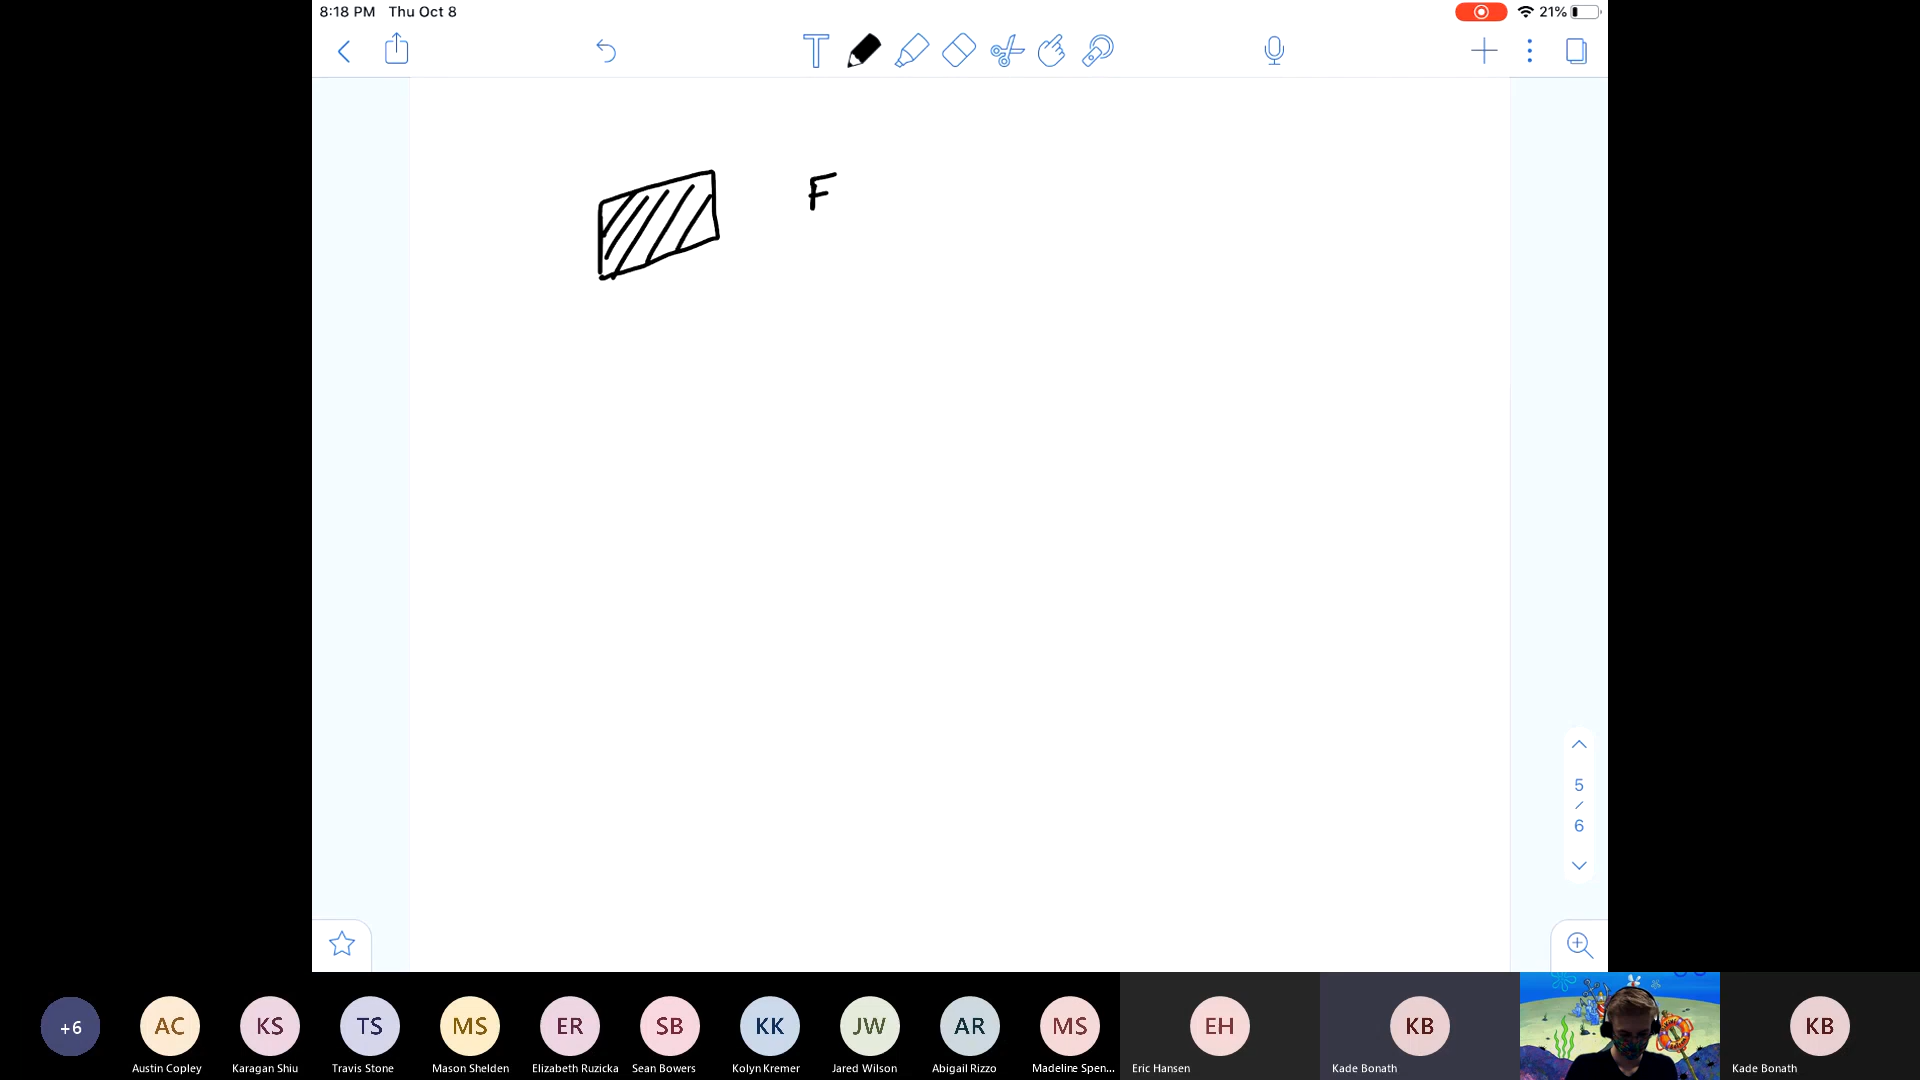 8:18 PM Thu Oct 8
21%
T
F
5
/
6
+6
AC
KS
TS
MS
ER
SB
KK
JW
AR
MS
EH
KB
KB
Austin Copley
Karagan Shiu
Travis Stone
Mason Shelden
Elizabeth Ruzicka
Sean Bowers
Kolyn Kremer
Jared Wilson
Abigail Rizzo
Madeline Spen...
Eric Hansen
Kade Bonath
Kade Bonath